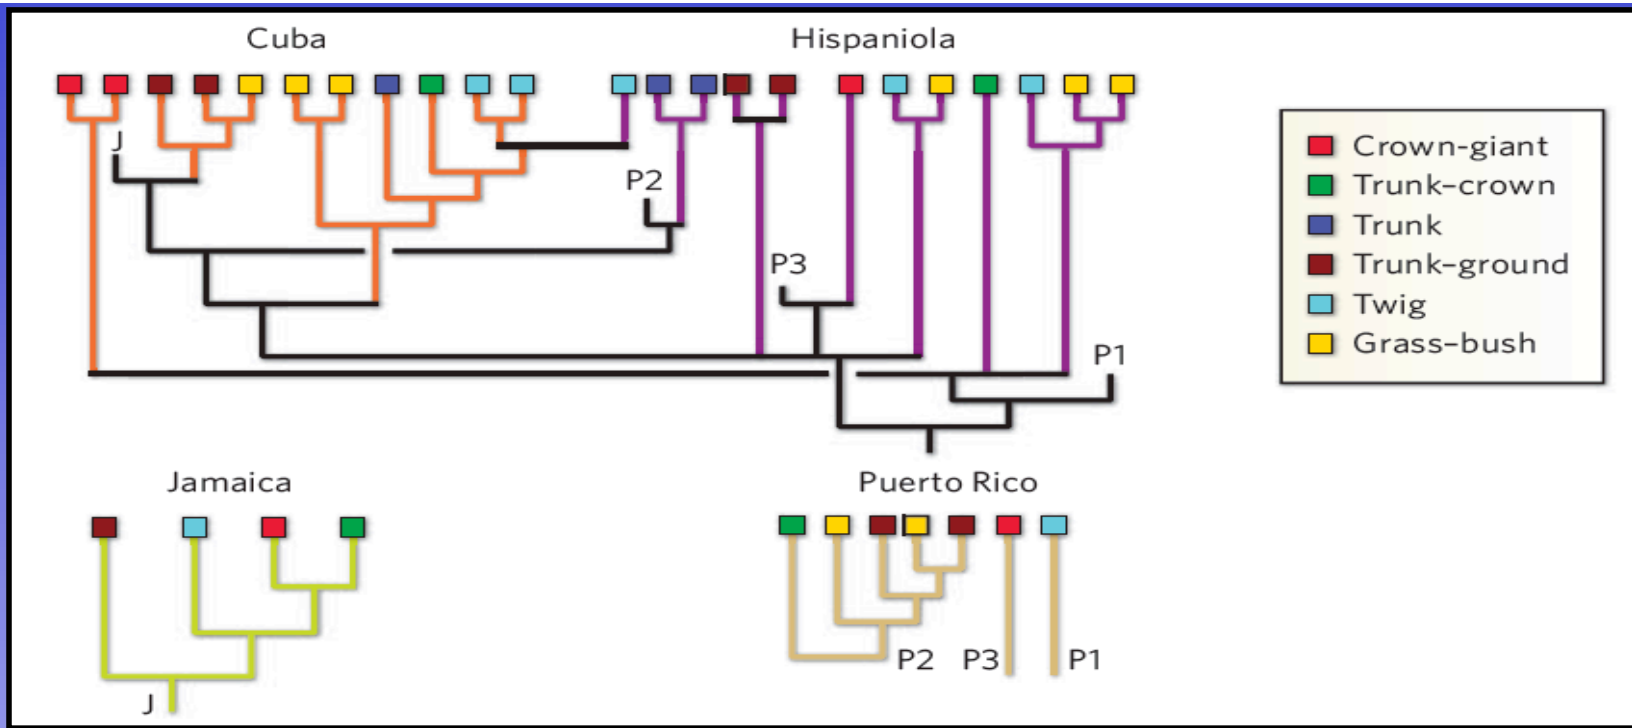 Cuba
Hispaniola
J
P2
P3
P1
Crown-giant
Trunk-crown
Trunk
Trunk-ground
Twig
Grass-bush
Jamaica
Puerto Rico
P2
P3
P1
J